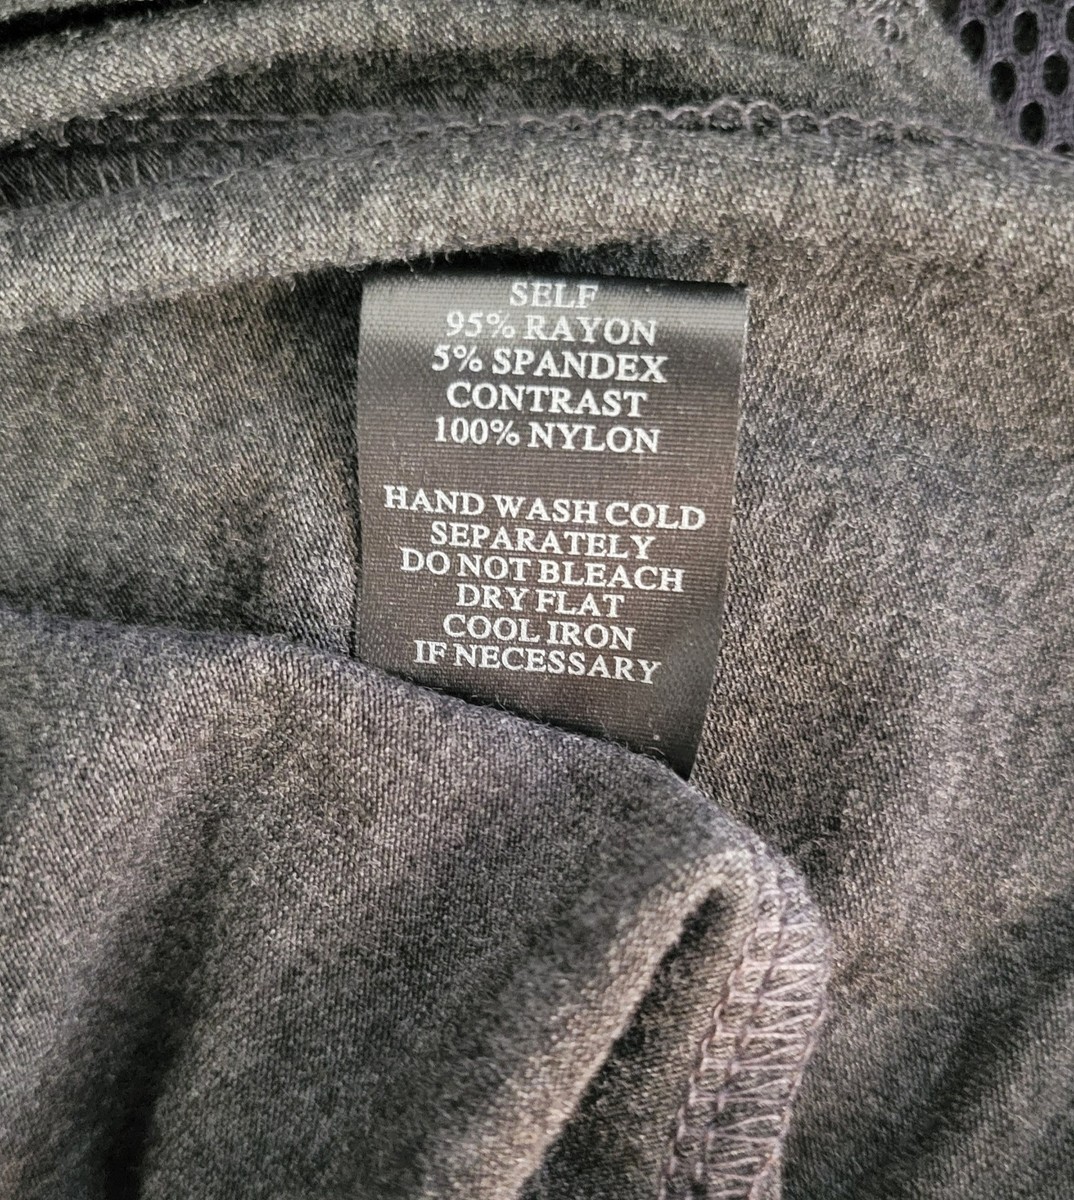 SELF
95% RAYON
5% SPANDEX
CONTRAST
100% NYLON
HAND WASH COLD
SEPARATELY
DO NOT BLEACH
DRY FLAT
COOL IRON
IF NECESSARY